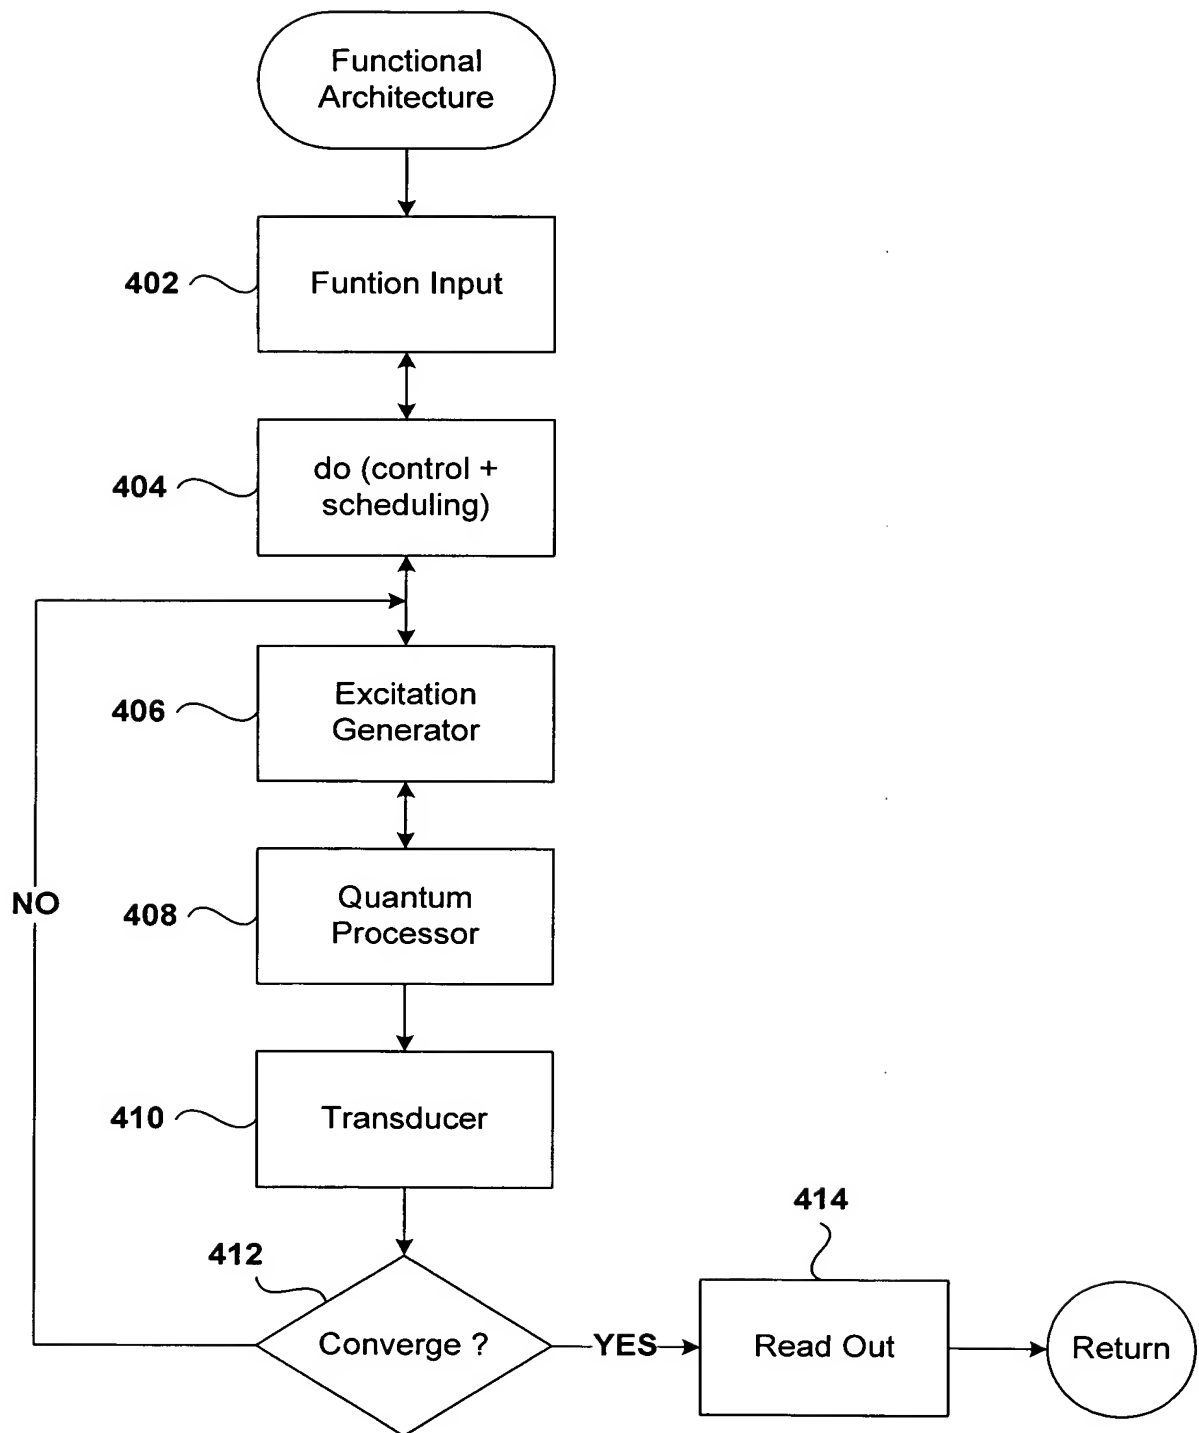 Functional
Architecture
402
Funtion Input
404
do (control +
scheduling)
406
Excitation
Generator
NO
408
Quantum
Processor
410
Transducer
412
Converge ?
YES
414
Read Out
Return